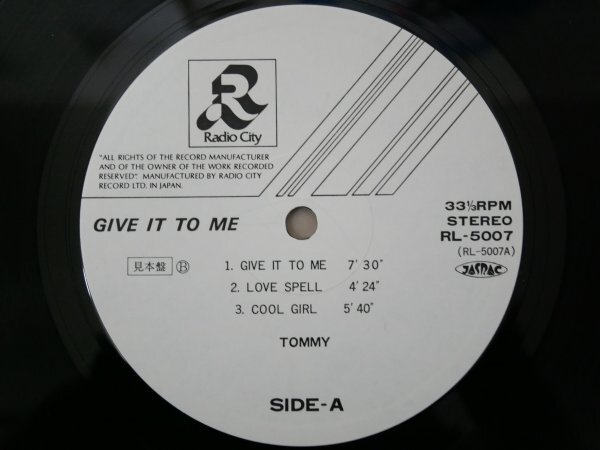 R
Radio City
"ALL RIGHTS OF THE RECORD MANUFACTURER
AND OF THE OWNER OF THE WORK RECORDED
RESERVED". MANUFACTURED BY RADIO CITY
RECORD LTD. IN JAPAN.
GIVE IT TO ME
33⅓RPM
STEREO
RL-5007
(RL-5007A)
JASRAC
見本盤 Ⓑ
1. GIVE IT TO ME 7'30"
2. LOVE SPELL 4'24"
3. COOL GIRL 5'40"
TOMMY
SIDE-A